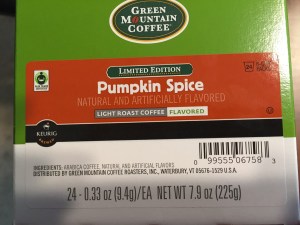 GREEN
MOUNTAIN
COFFEE
LIMITED EDITION
Pumpkin Spice
NATURAL AND ARTIFICIALLY FLAVORED
LIGHT ROAST COFFEE FLAVORED
KEURIG
BREWED
0 99555 06758 3
INGREDIENTS: ARABICA COFFEE, NATURAL AND ARTIFICIAL FLAVORS
DISTRIBUTED BY GREEN MOUNTAIN COFFEE ROASTERS, INC., WATERBURY, VT 05676-1529 U.S.A.
24 - 0.33 oz (9.4g)/EA NET WT 7.9 oz (225g)